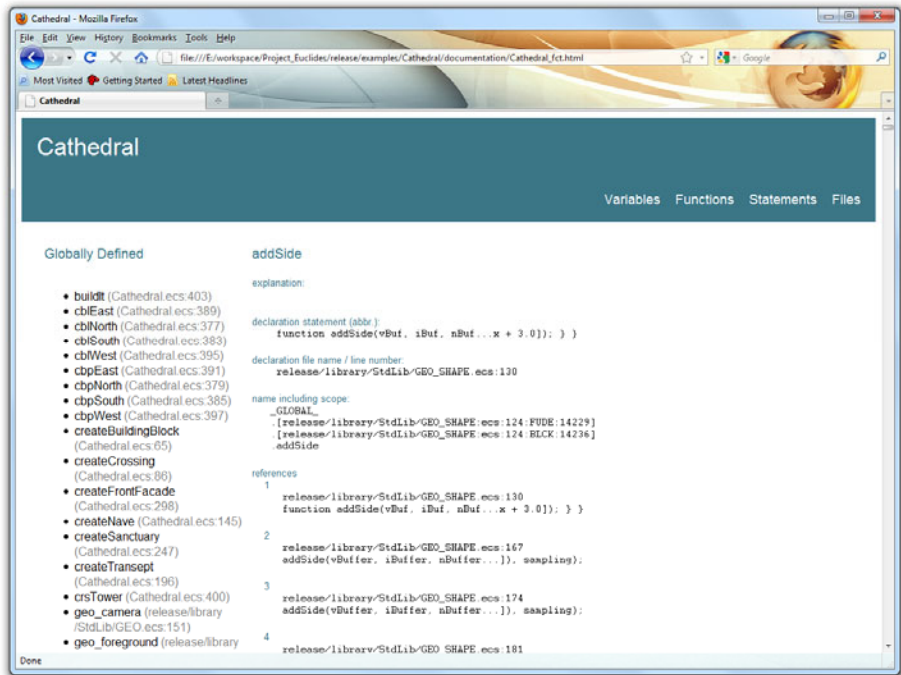 Cathedral - Mozilla Firefox
File Edit View History Bookmarks Tools Help
file:///E:/workspace/Project_Euclides/release/examples/Cathedral/documentation/Cathedral_fct.html
Google
Most Visited Getting Started Latest Headlines
Cathedral
Cathedral
Variables Functions Statements Files
Globally Defined
buildIt (Cathedral.ecs:403)
cblEast (Cathedral.ecs:389)
cblNorth (Cathedral.ecs:377)
cblSouth (Cathedral.ecs:383)
cblWest (Cathedral.ecs:395)
cbpEast (Cathedral.ecs:391)
cbpNorth (Cathedral.ecs:379)
cbpSouth (Cathedral.ecs:385)
cbpWest (Cathedral.ecs:397)
createBuildingBlock
(Cathedral.ecs:65)
createCrossing
(Cathedral.ecs:86)
createFrontFacade
(Cathedral.ecs:298)
createNave (Cathedral.ecs:145)
createSanctuary
(Cathedral.ecs:247)
createTransept
(Cathedral.ecs:196)
crsTower (Cathedral.ecs:400)
geo_camera (release/library
/StdLib/GEO.ecs:151)
geo_foreground (release/library
addSide
explanation:
declaration statement (abbr.):
function addSide(vBuf, iBuf, nBuf...x + 3.0]); } }
declaration file name / line number:
release/library/StdLib/GEO_SHAPE.ecs:130
name including scope:
_GLOBAL_
.[release/library/StdLib/GEO_SHAPE.ecs:124:FUDE:14229]
.[release/library/StdLib/GEO_SHAPE.ecs:124:BLCK:14236]
.addSide
references
1
release/library/StdLib/GEO_SHAPE.ecs:130
function addSide(vBuf, iBuf, nBuf...x + 3.0]); } }
2
release/library/StdLib/GEO_SHAPE.ecs:167
addSide(vBuffer, iBuffer, nBuffer...]), sampling);
3
release/library/StdLib/GEO_SHAPE.ecs:174
addSide(vBuffer, iBuffer, nBuffer...]), sampling);
4
release/library/StdLib/GEO_SHAPE.ecs:181
Done